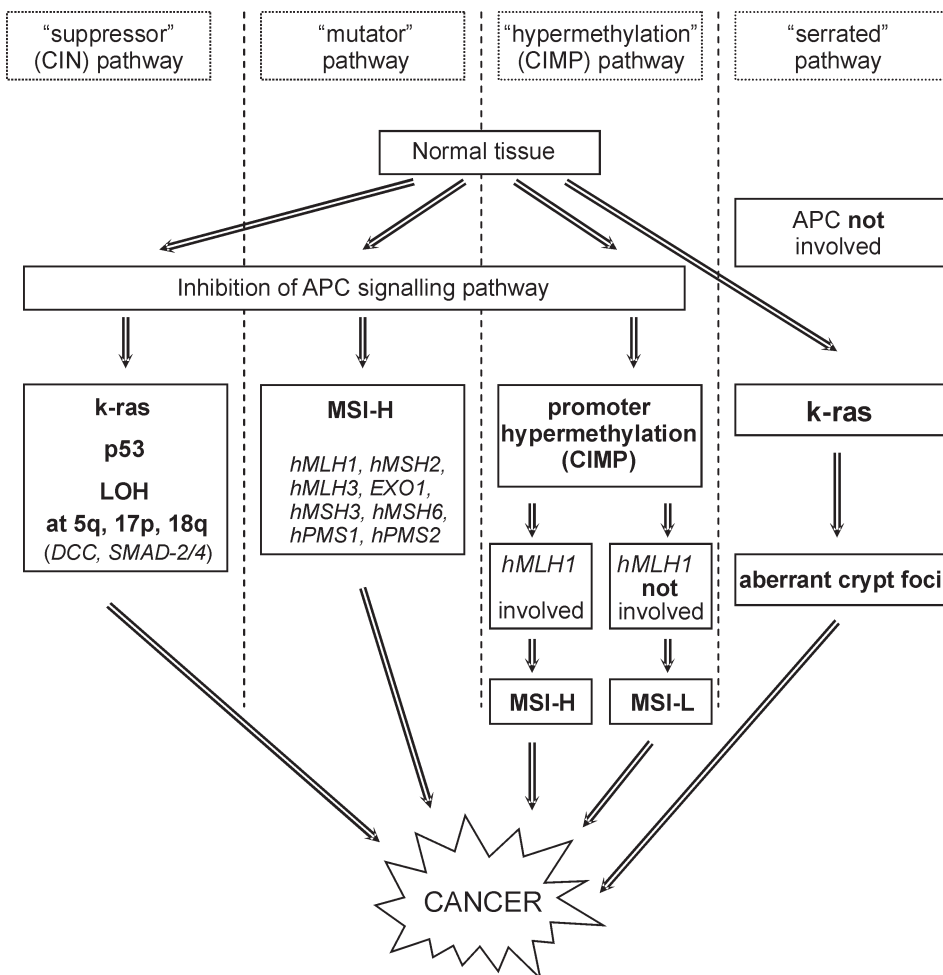 “suppressor”
(CIN) pathway
“mutator”
pathway
“hypermethylation”
(CIMP) pathway
“serrated”
pathway
Normal tissue
APC not
involved
Inhibition of APC signalling pathway
k-ras
p53
LOH
at 5q, 17p, 18q
(DCC, SMAD-2/4)
MSI-H
hMLH1, hMSH2,
hMLH3, EXO1,
hMSH3, hMSH6,
hPMS1, hPMS2
promoter
hypermethylation
(CIMP)
k-ras
hMLH1
involved
hMLH1
not
involved
aberrant crypt foci
MSI-H
MSI-L
CANCER